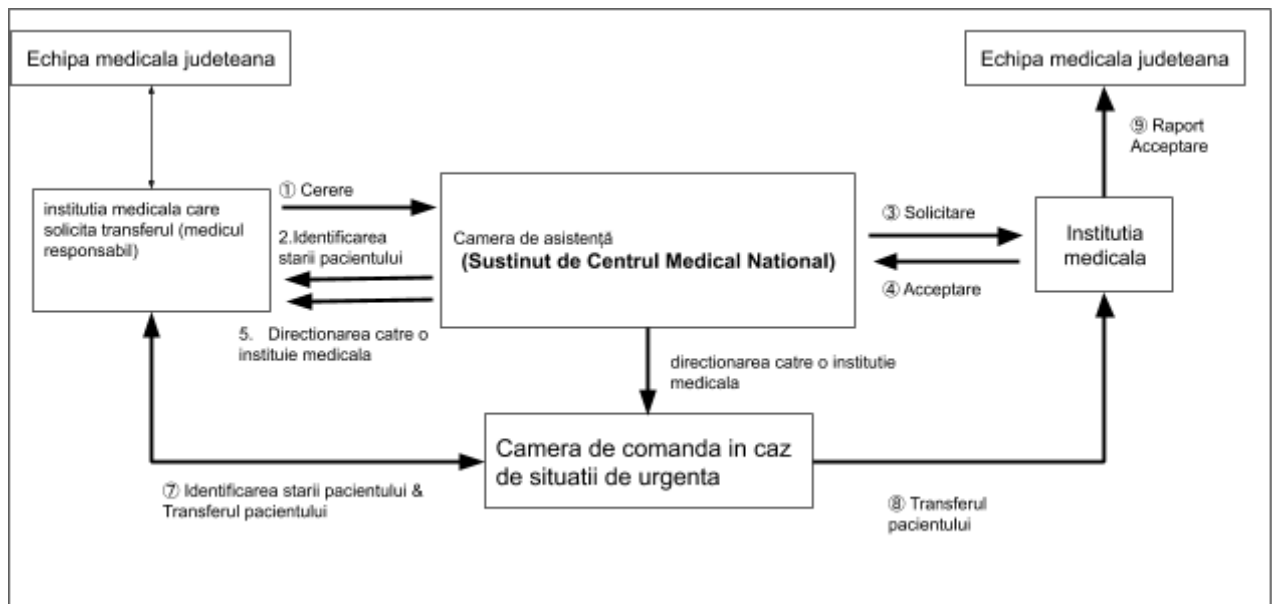 Echipa medicala judeteana
Echipa medicala judeteana
⑨ Raport
Acceptare
① Cerere
institutia medicala care
solicita transferul (medicul
responsabil)
2.Identificarea
starii pacientului
Camera de asistență
(Sustinut de Centrul Medical National)
③ Solicitare
Institutia
medicala
④ Acceptare
5. Directionarea catre o
instituie medicala
directionarea catre o institutie
medicala
Camera de comanda in caz
de situatii de urgenta
⑦ Identificarea starii pacientului &
Transferul pacientului
⑧ Transferul
pacientului